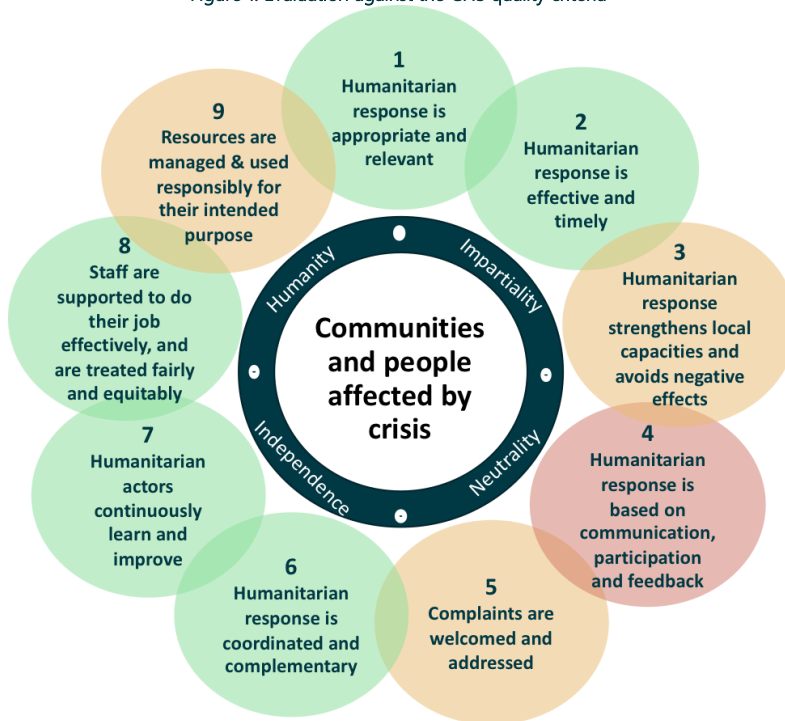 1
Humanitarian
response is
appropriate and
relevant
2
Humanitarian
response is
effective and
timely
3
Humanitarian
response
strengthens local
capacities and
avoids negative
effects
4
Humanitarian
response is
based on
communication,
participation
and feedback
5
Complaints are
welcomed and
addressed
6
Humanitarian
response is
coordinated and
complementary
7
Humanitarian
actors
continuously
learn and
improve
8
Staff are
supported to do
their job
effectively, and
are treated fairly
and equitably
9
Resources are
managed & used
responsibly for
their intended
purpose
Humanity
Impartiality
Neutrality
Independence
Communities
and people
affected by
crisis